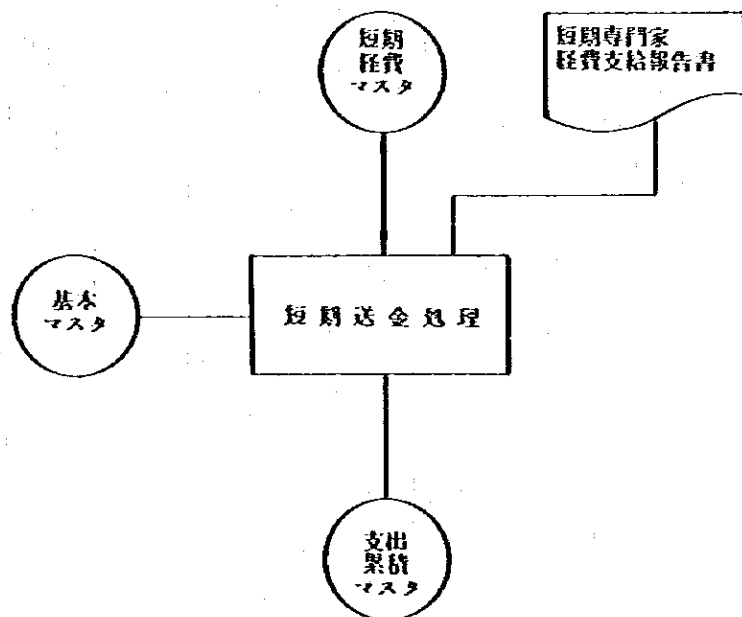 短期
経費
マスタ
短期専門家
経費支給報告書
基本
マスタ
短期送金処理
支出
累積
マスタ